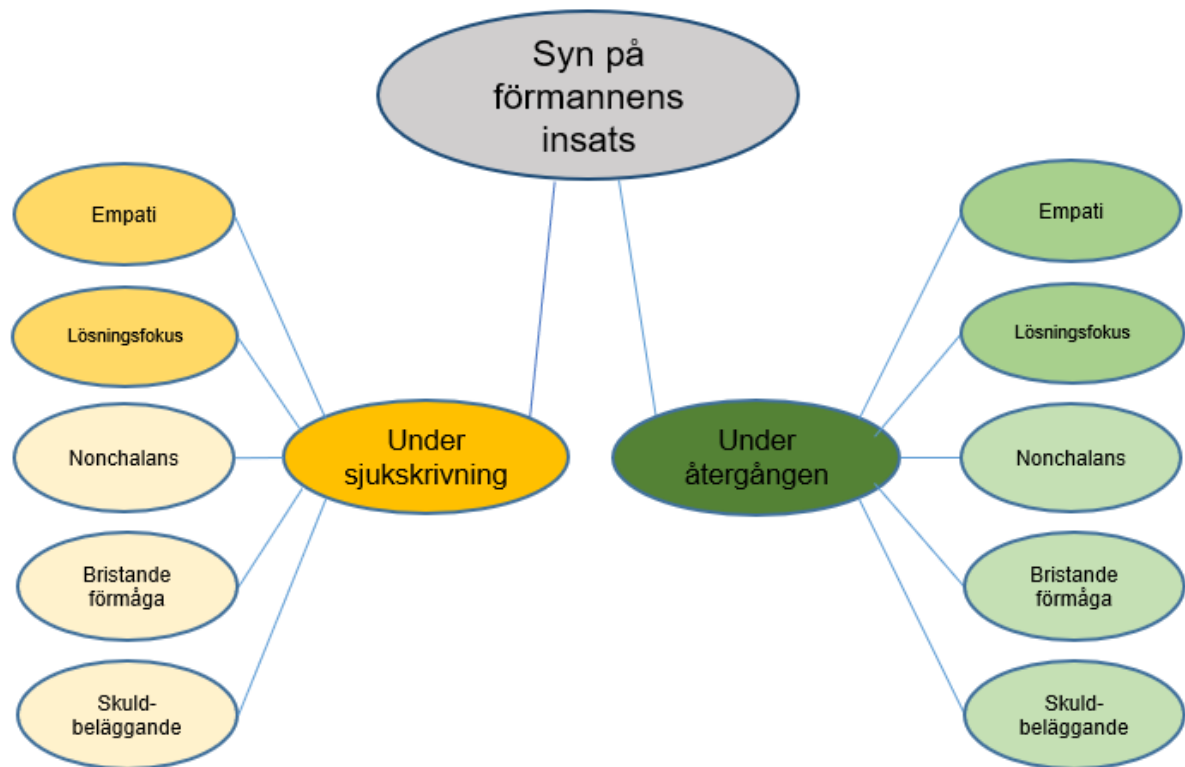 Syn på
förmannens
insats
Empati
Lösningsfokus
Nonchalans
Bristande
förmåga
Skuld-
beläggande
Under
sjukskrivning
Under
återgången
Empati
Lösningsfokus
Nonchalans
Bristande
förmåga
Skuld-
beläggande